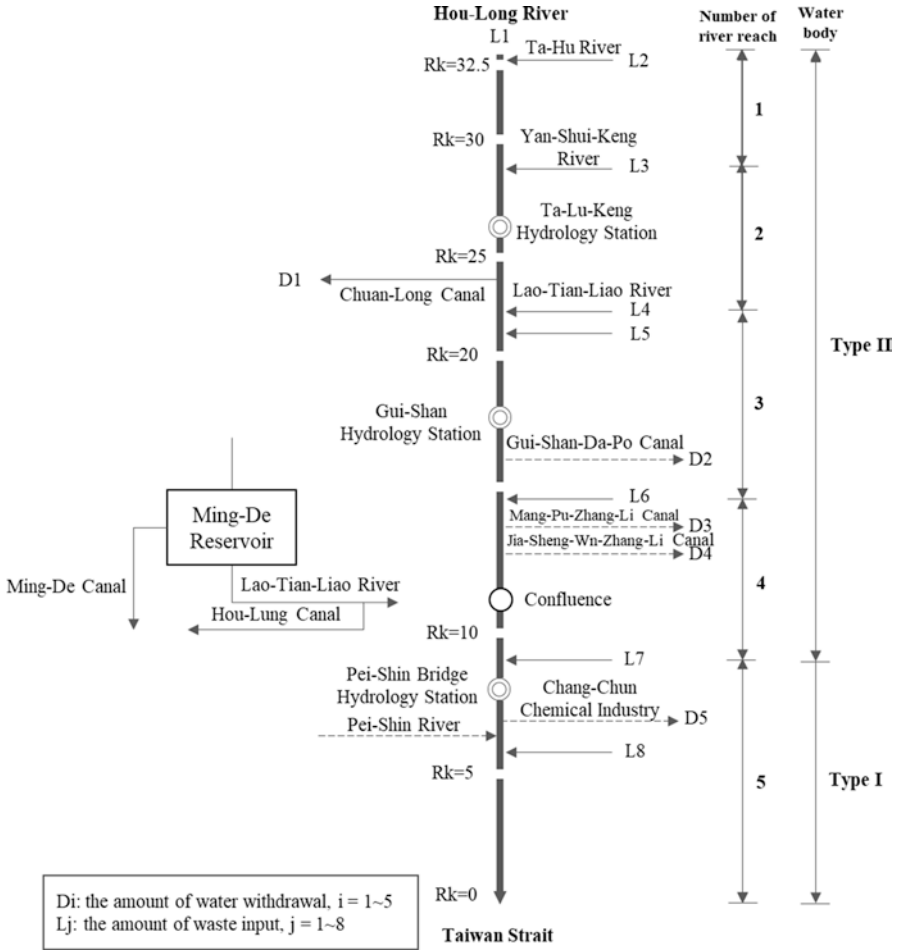 Hou-Long River
Number of
river reach
Water
body
L1
Ta-Hu River
L2
Rk=32.5
1
Rk=30
Yan-Shui-Keng
River
L3
Ta-Lu-Keng
Hydrology Station
2
Rk=25
D1
Chuan-Long Canal
Lao-Tian-Liao River
L4
L5
Type II
Rk=20
3
Gui-Shan
Hydrology Station
Gui-Shan-Da-Po Canal
D2
L6
Ming-De
Reservoir
Mang-Pu-Zhang-Li Canal
D3
Jia-Sheng-Wn-Zhang-Li Canal
D4
Ming-De Canal
Lao-Tian-Liao River
Hou-Lung Canal
4
Confluence
Rk=10
L7
Pei-Shin Bridge
Hydrology Station
Chang-Chun
Chemical Industry
D5
Pei-Shin River
L8
Rk=5
5
Type I
Rk=0
Di: the amount of water withdrawal, i = 1~5
Lj: the amount of waste input, j = 1~8
Taiwan Strait